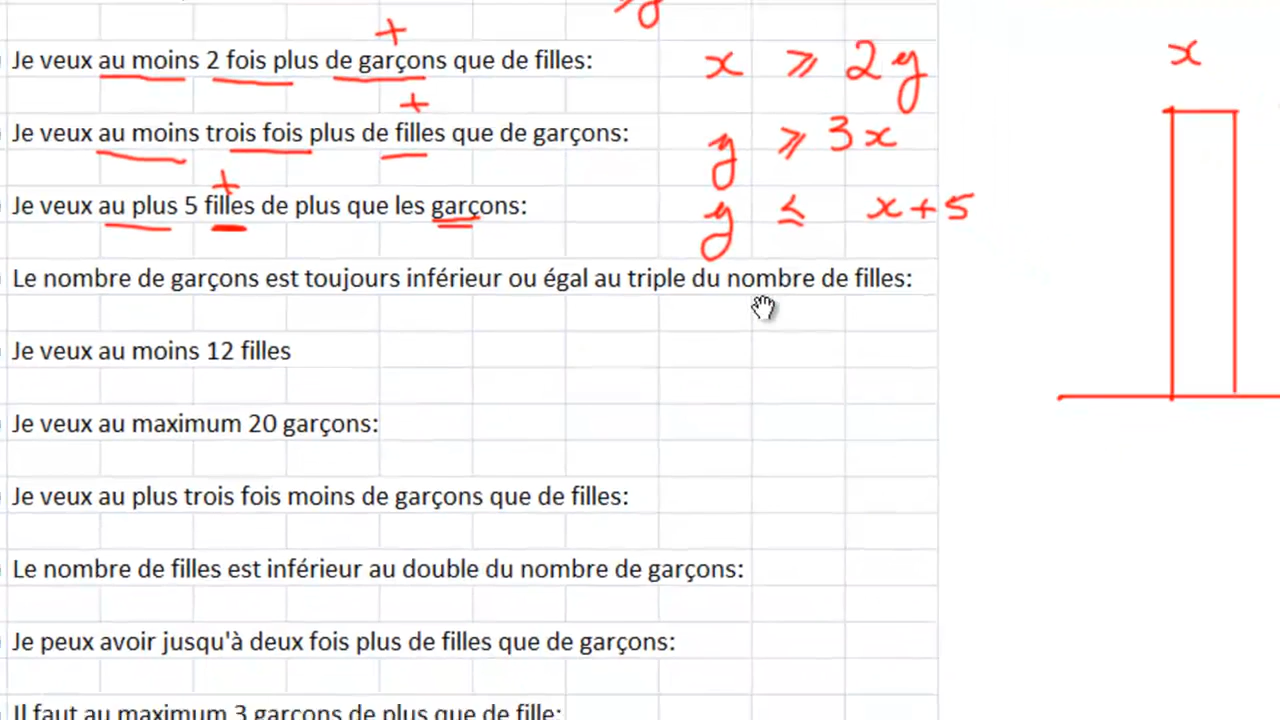 y
+
Je veux au moins 2 fois plus de garçons que de filles: x ⩾ 2y
x
+
Je veux au moins trois fois plus de filles que de garçons: y ⩾ 3x
+
Je veux au plus 5 filles de plus que les garçons: y ≤ x+5
Le nombre de garçons est toujours inférieur ou égal au triple du nombre de filles:
Je veux au moins 12 filles
Je veux au maximum 20 garçons:
Je veux au plus trois fois moins de garçons que de filles:
Le nombre de filles est inférieur au double du nombre de garçons:
Je peux avoir jusqu'à deux fois plus de filles que de garçons:
Il faut au maximum 3 garçons de plus que de fille: